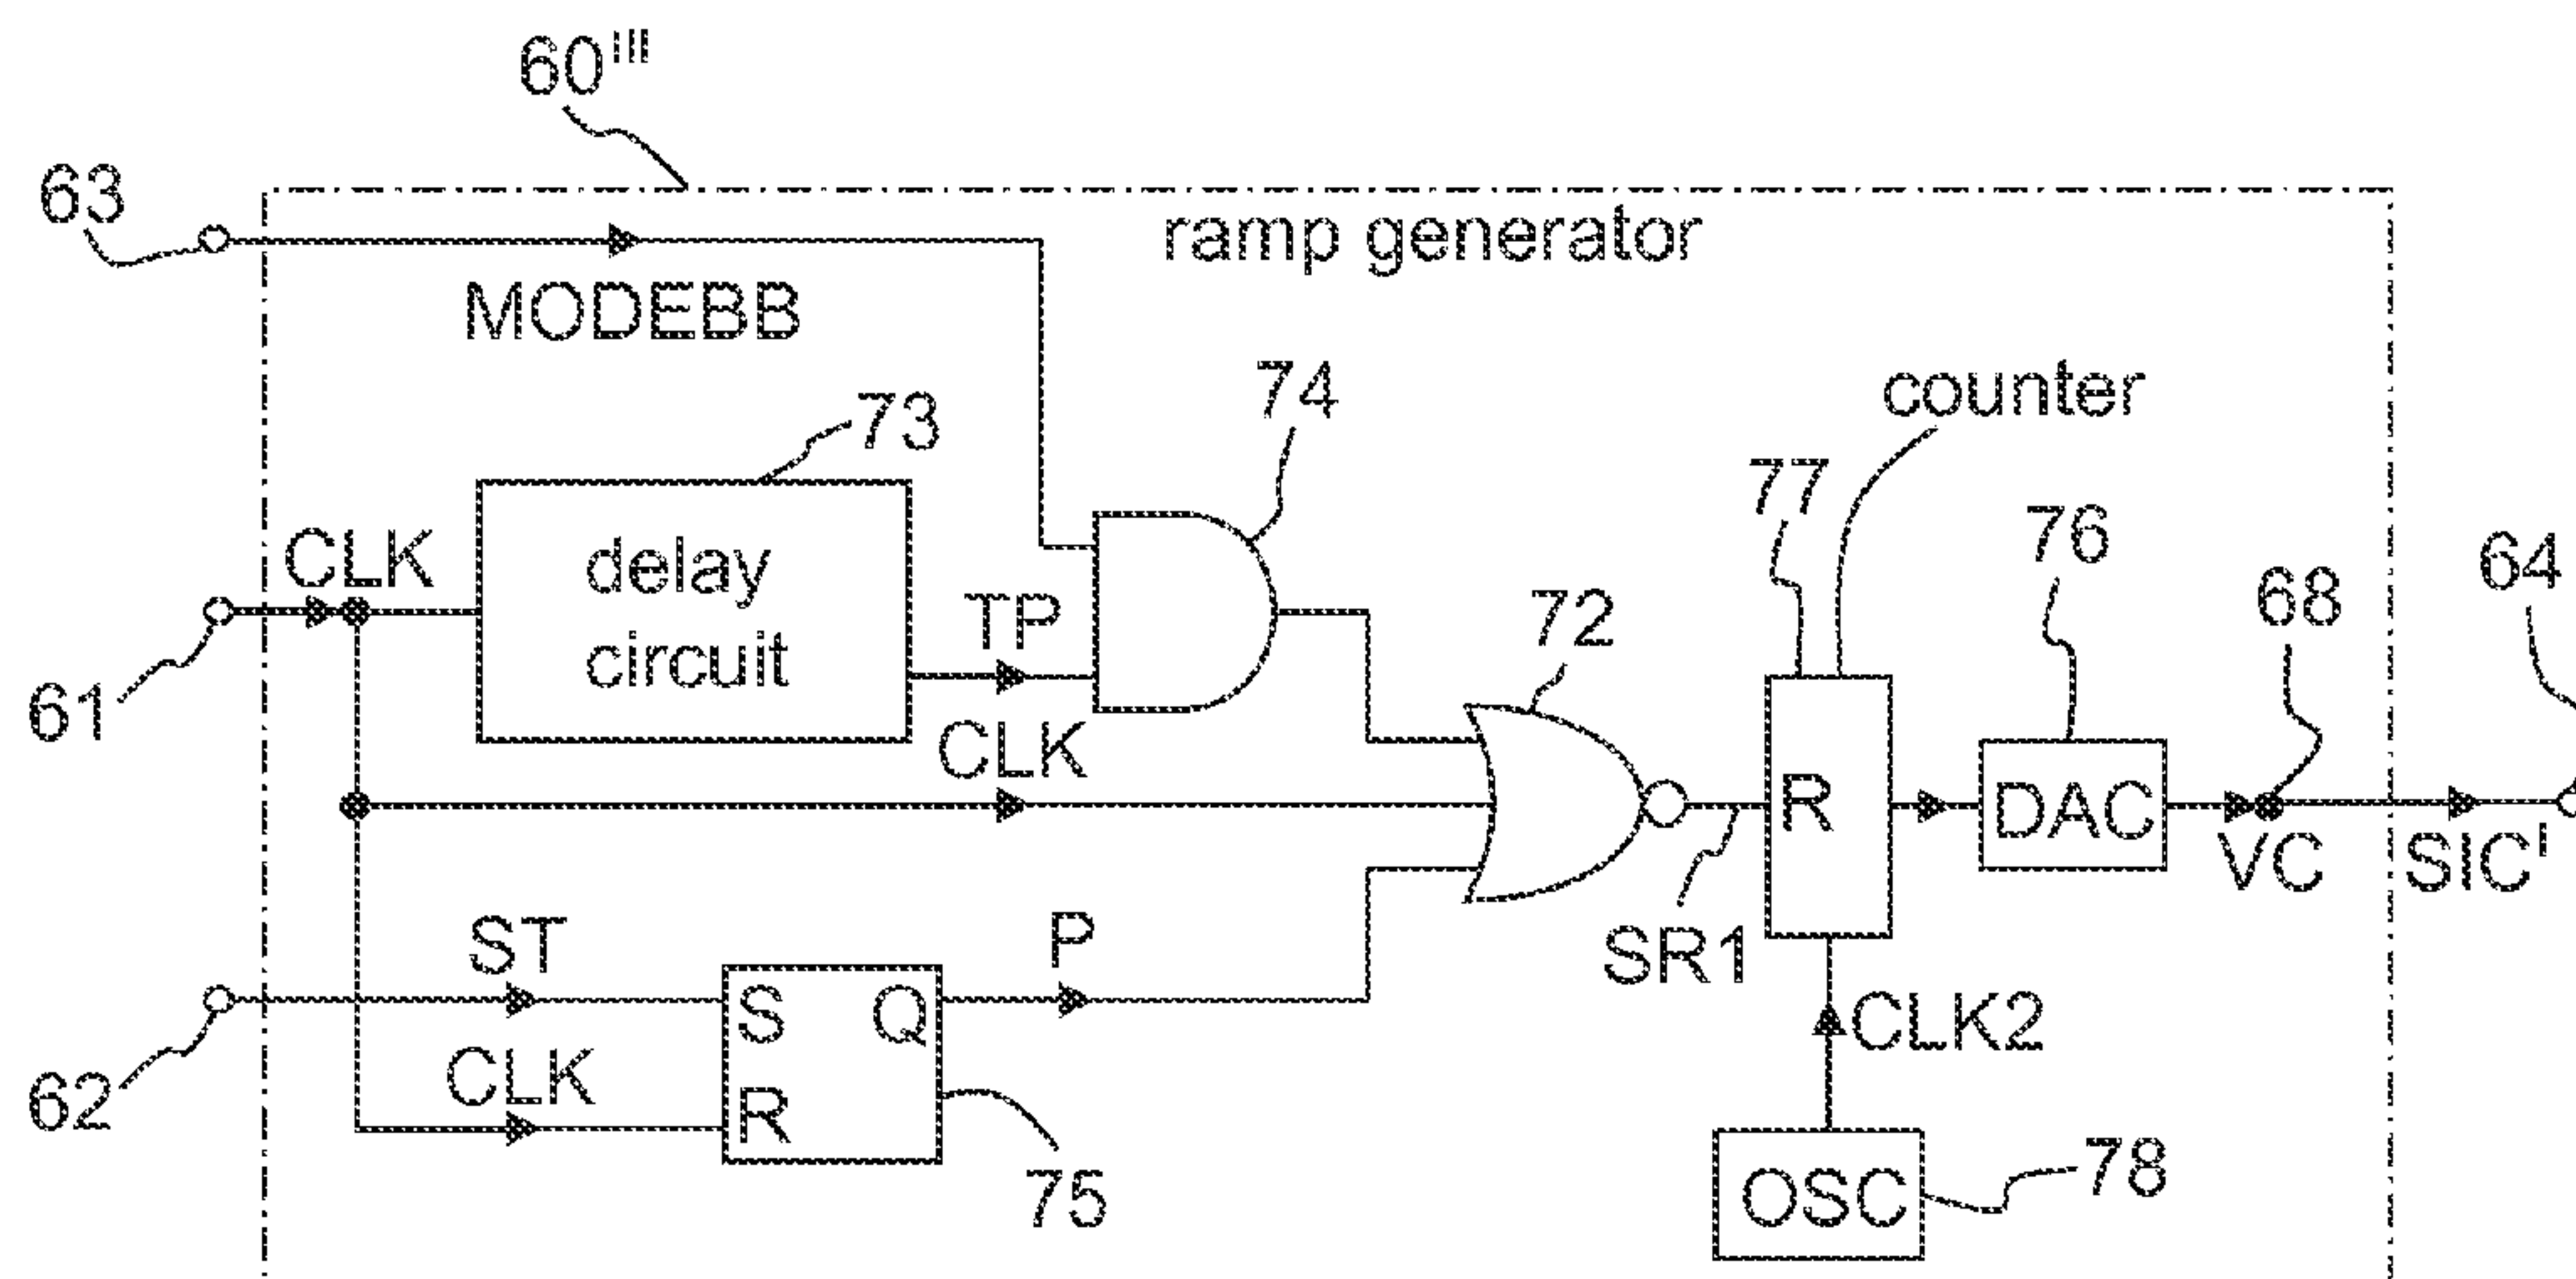 60'''
63
ramp generator
MODEBB
74
counter
73
77
76
CLK
delay
circuit
64
68
TP
72
61
CLK
R
DAC
VC
SIC'
ST
P
SR1
S Q
CLK2
62
CLK
R
75
OSC
78